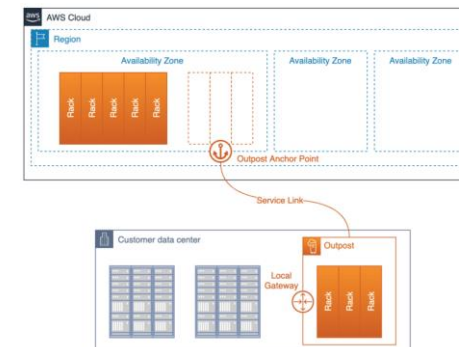 aws
AWS Cloud
Region
Availability Zone
Availability Zone
Availability Zone
Rack
Rack
Rack
Rack
Rack
Outpost Anchor Point
Service Link
Customer data center
Outpost
Local
Gateway
Rack
Rack
Rack